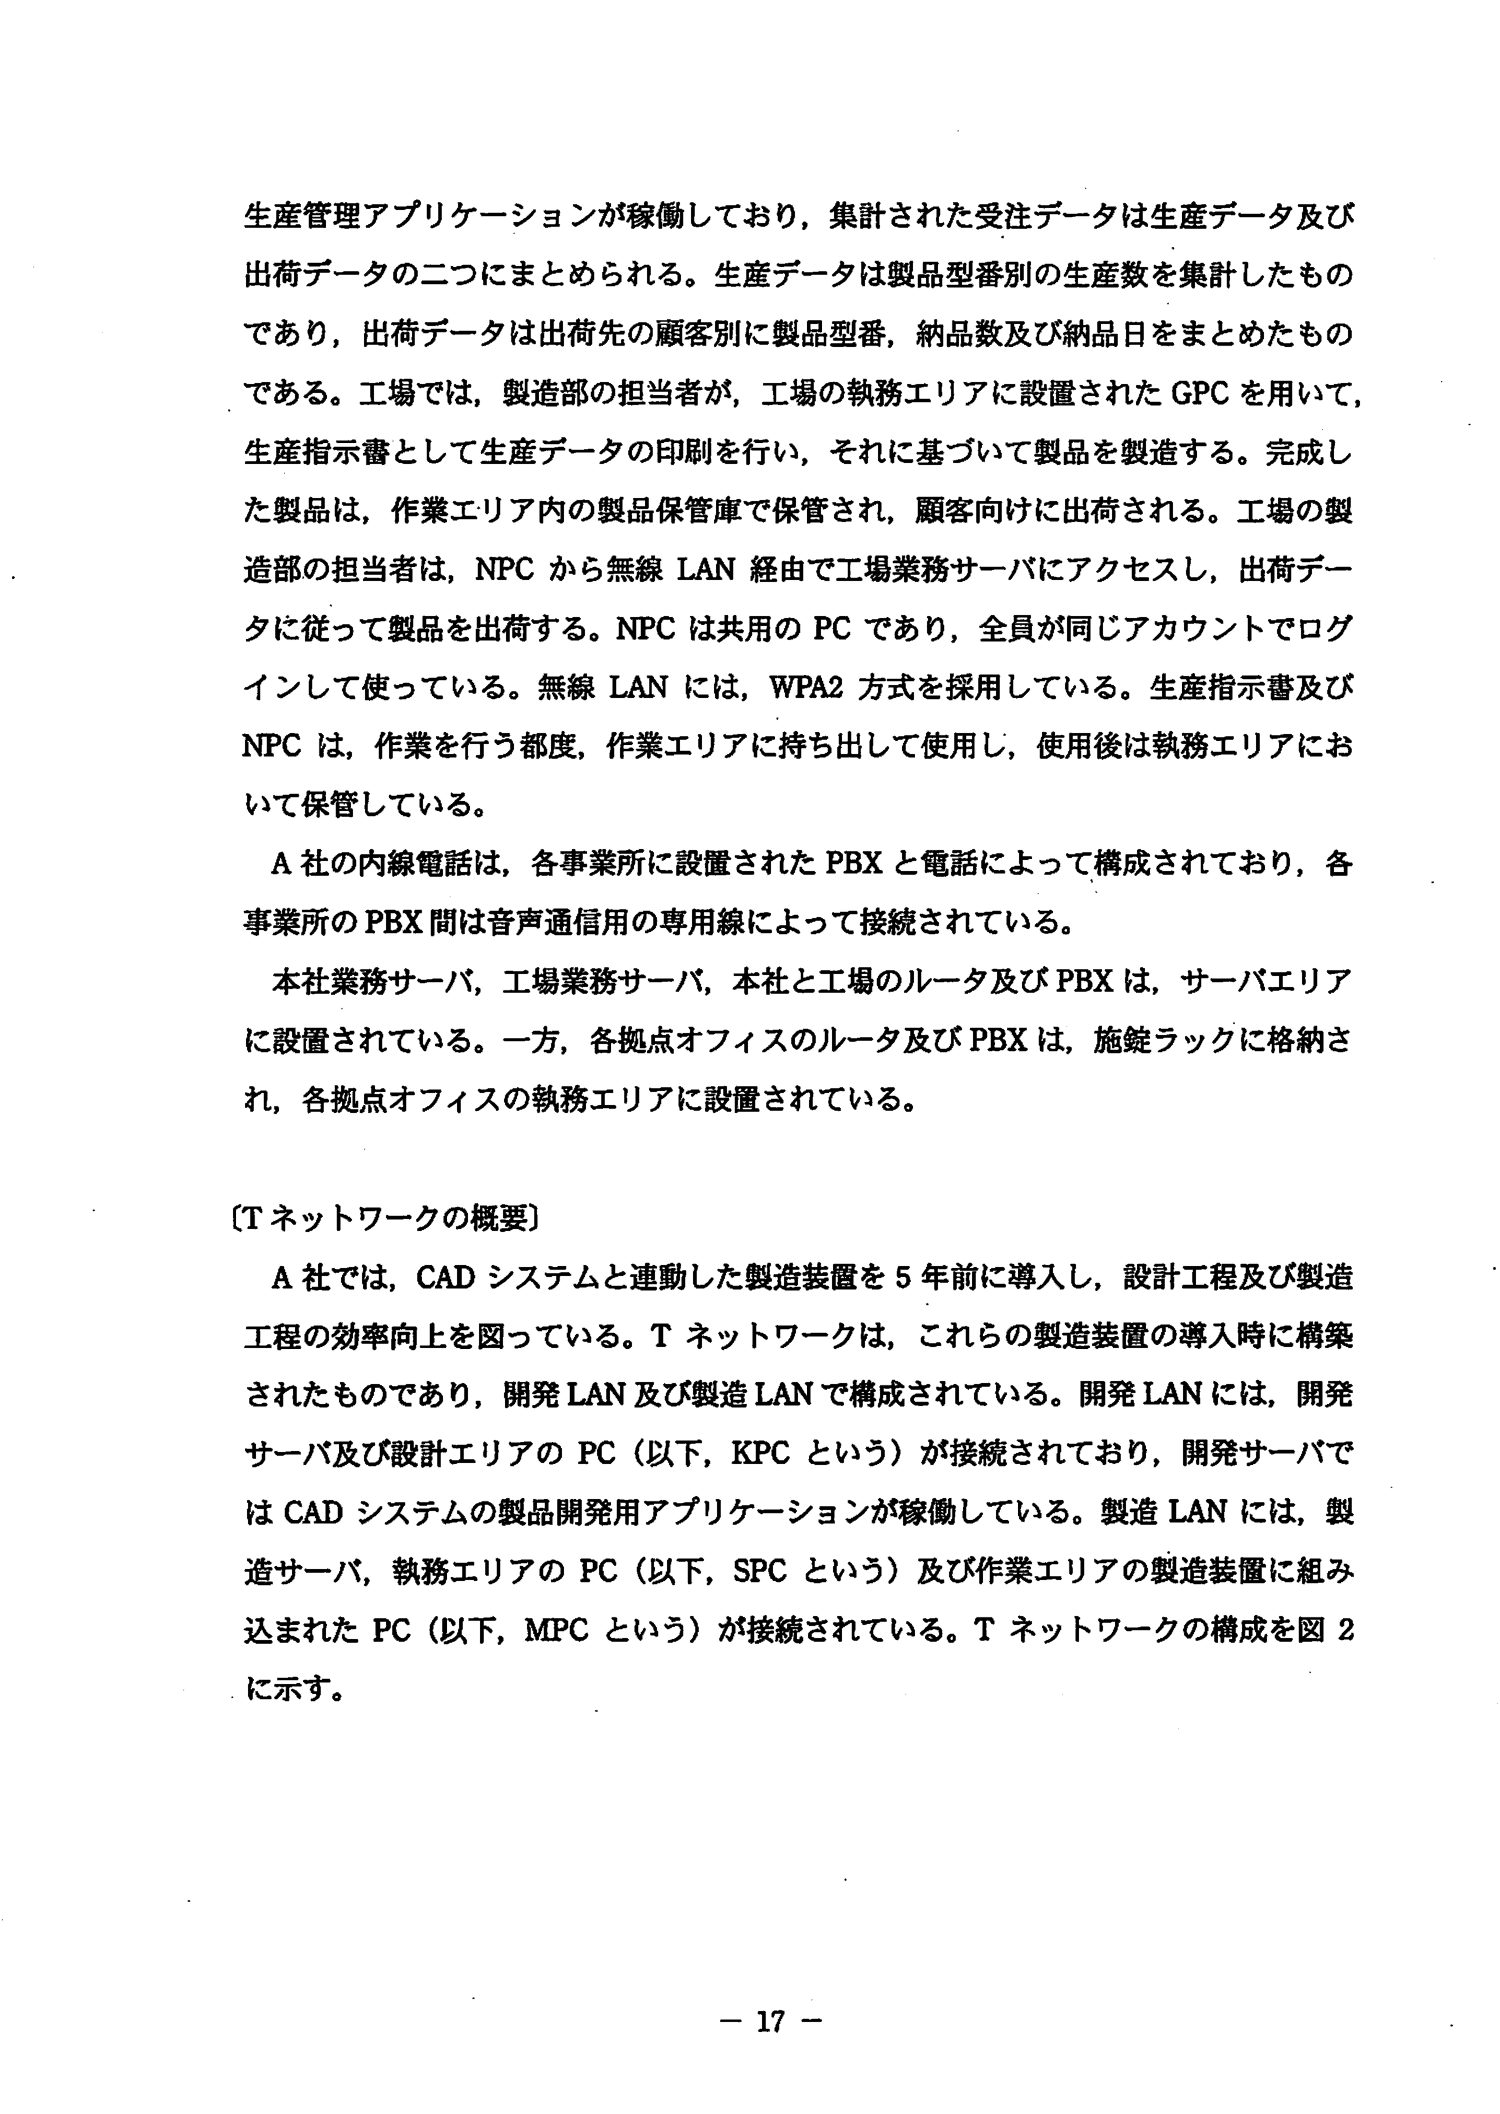 生産管理アプリケーションが稼働しており，集計された受注データは生産データ及び
出荷データの二つにまとめられる。生産データは製品型番別の生産数を集計したもの
であり，出荷データは出荷先の顧客別に製品型番，納品数及び納品日をまとめたもの
である。工場では，製造部の担当者が，工場の執務エリアに設置された GPC を用いて，
生産指示書として生産データの印刷を行い，それに基づいて製品を製造する。完成し
た製品は，作業エリア内の製品保管庫で保管され，顧客向けに出荷される。工場の製
造部の担当者は，NPC から無線 LAN 経由で工場業務サーバにアクセスし，出荷デー
タに従って製品を出荷する。NPC は共用の PC であり，全員が同じアカウントでログ
インして使っている。無線 LAN には，WPA2 方式を採用している。生産指示書及び
NPC は，作業を行う都度，作業エリアに持ち出して使用し，使用後は執務エリアにお
いて保管している。
A 社の内線電話は，各事業所に設置された PBX と電話によって構成されており，各
事業所の PBX 間は音声通信用の専用線によって接続されている。
本社業務サーバ，工場業務サーバ，本社と工場のルータ及び PBX は，サーバエリア
に設置されている。一方，各拠点オフィスのルータ及び PBX は，施錠ラックに格納さ
れ，各拠点オフィスの執務エリアに設置されている。
〔T ネットワークの概要〕
A 社では，CAD システムと連動した製造装置を 5 年前に導入し，設計工程及び製造
工程の効率向上を図っている。T ネットワークは，これらの製造装置の導入時に構築
されたものであり，開発 LAN 及び製造 LAN で構成されている。開発 LAN には，開発
サーバ及び設計エリアの PC（以下，KPC という）が接続されており，開発サーバで
は CAD システムの製品開発用アプリケーションが稼働している。製造 LAN には，製
造サーバ，執務エリアの PC（以下，SPC という）及び作業エリアの製造装置に組み
込まれた PC（以下，MPC という）が接続されている。T ネットワークの構成を図 2
に示す。
－ 17 －